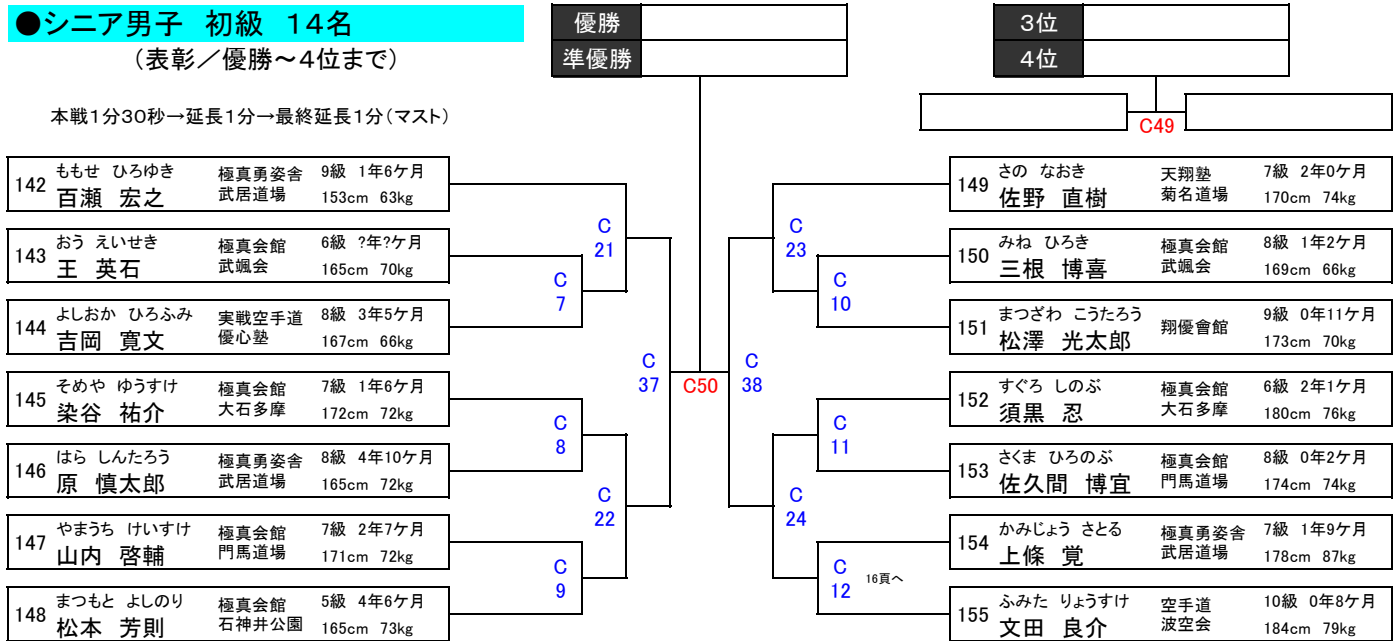 ●シニア男子 初級 14名
(表彰/優勝～4位まで)
本戦1分30秒→延長1分→最終延長1分(マスト)
優勝
準優勝
3位
4位
C49
142 ももせ ひろゆき 極真勇姿舎 9級 1年6ケ月
百瀬 宏之 武居道場 153cm 63kg
143 おう えいせき 極真会館 6級 ?年?ケ月
王 英石 武颯会 165cm 70kg
144 よしおか ひろふみ 実戦空手道 8級 3年5ケ月
吉岡 寛文 優心塾 167cm 66kg
145 そめや ゆうすけ 極真会館 7級 1年6ケ月
染谷 祐介 大石多摩 172cm 72kg
146 はら しんたろう 極真勇姿舎 8級 4年10ケ月
原 慎太郎 武居道場 165cm 72kg
147 やまうち けいすけ 極真会館 7級 2年7ケ月
山内 啓輔 門馬道場 171cm 72kg
148 まつもと よしのり 極真会館 5級 4年6ケ月
松本 芳則 石神井公園 165cm 73kg
C
7
C
8
C
9
C
21
C
22
C
37
C50
C
38
C
23
C
24
C
10
C
11
C
12
16頁へ
149 さの なおき 天翔塾 7級 2年0ケ月
佐野 直樹 菊名道場 170cm 74kg
150 みね ひろき 極真会館 8級 1年2ケ月
三根 博喜 武颯会 169cm 66kg
151 まつざわ こうたろう 翔優會館 9級 0年11ケ月
松澤 光太郎 173cm 70kg
152 すぐろ しのぶ 極真会館 6級 2年1ケ月
須黒 忍 大石多摩 180cm 76kg
153 さくま ひろのぶ 極真会館 8級 0年2ケ月
佐久間 博宜 門馬道場 174cm 74kg
154 かみじょう さとる 極真勇姿舎 7級 1年9ケ月
上條 覚 武居道場 178cm 87kg
155 ふみた りょうすけ 空手道 10級 0年8ケ月
文田 良介 波空会 184cm 79kg